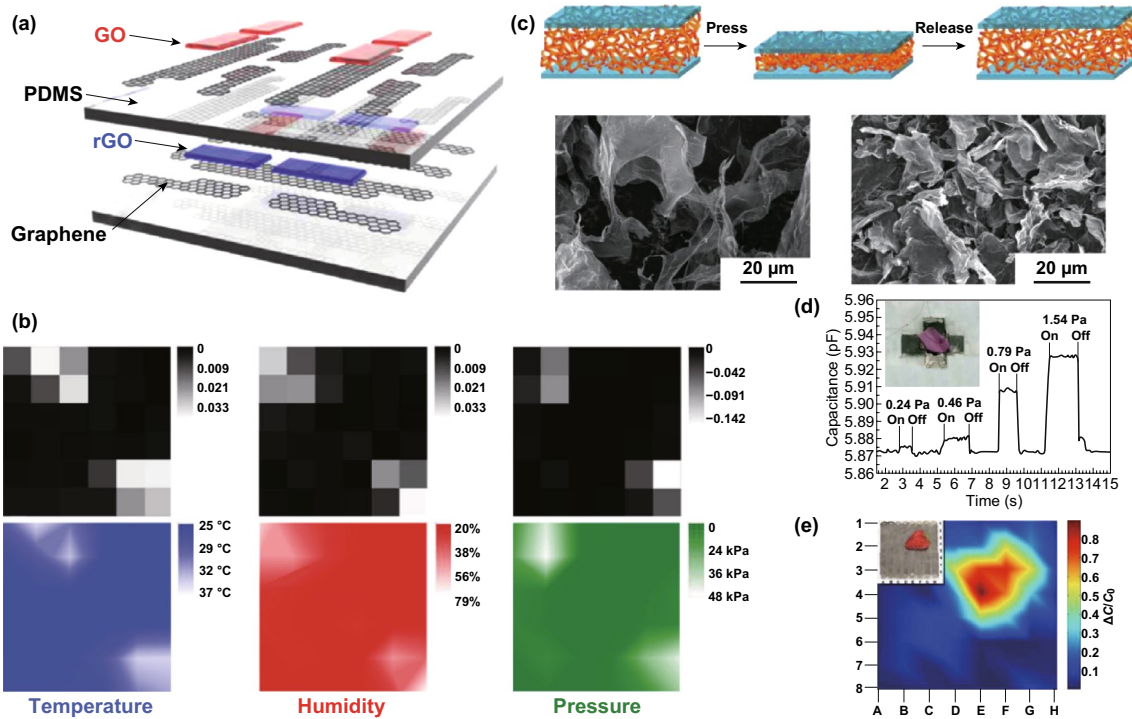 (a)
GO
PDMS
rGO
Graphene
(b)
0
0.009
0.021
0.033
0
0.009
0.021
0.033
0
−0.042
−0.091
−0.142
25 °C
29 °C
32 °C
37 °C
20%
38%
56%
79%
0
24 kPa
36 kPa
48 kPa
Temperature
Humidity
Pressure
(c)
Press
Release
20 μm
20 μm
(d)
Capacitance (pF)
5.96
5.95
5.94
5.93
5.92
5.91
5.90
5.89
5.88
5.87
5.86
0.24 Pa
On Off
0.46 Pa
On Off
0.79 Pa
On Off
1.54 Pa
On Off
2 3 4 5 6 7 8 9 10 11 12 13 14 15
Time (s)
(e)
1
2
3
4
5
6
7
8
A B C D E F G H
0.8
0.7
0.6
0.5
0.4
0.3
0.2
0.1
ΔC/C₀